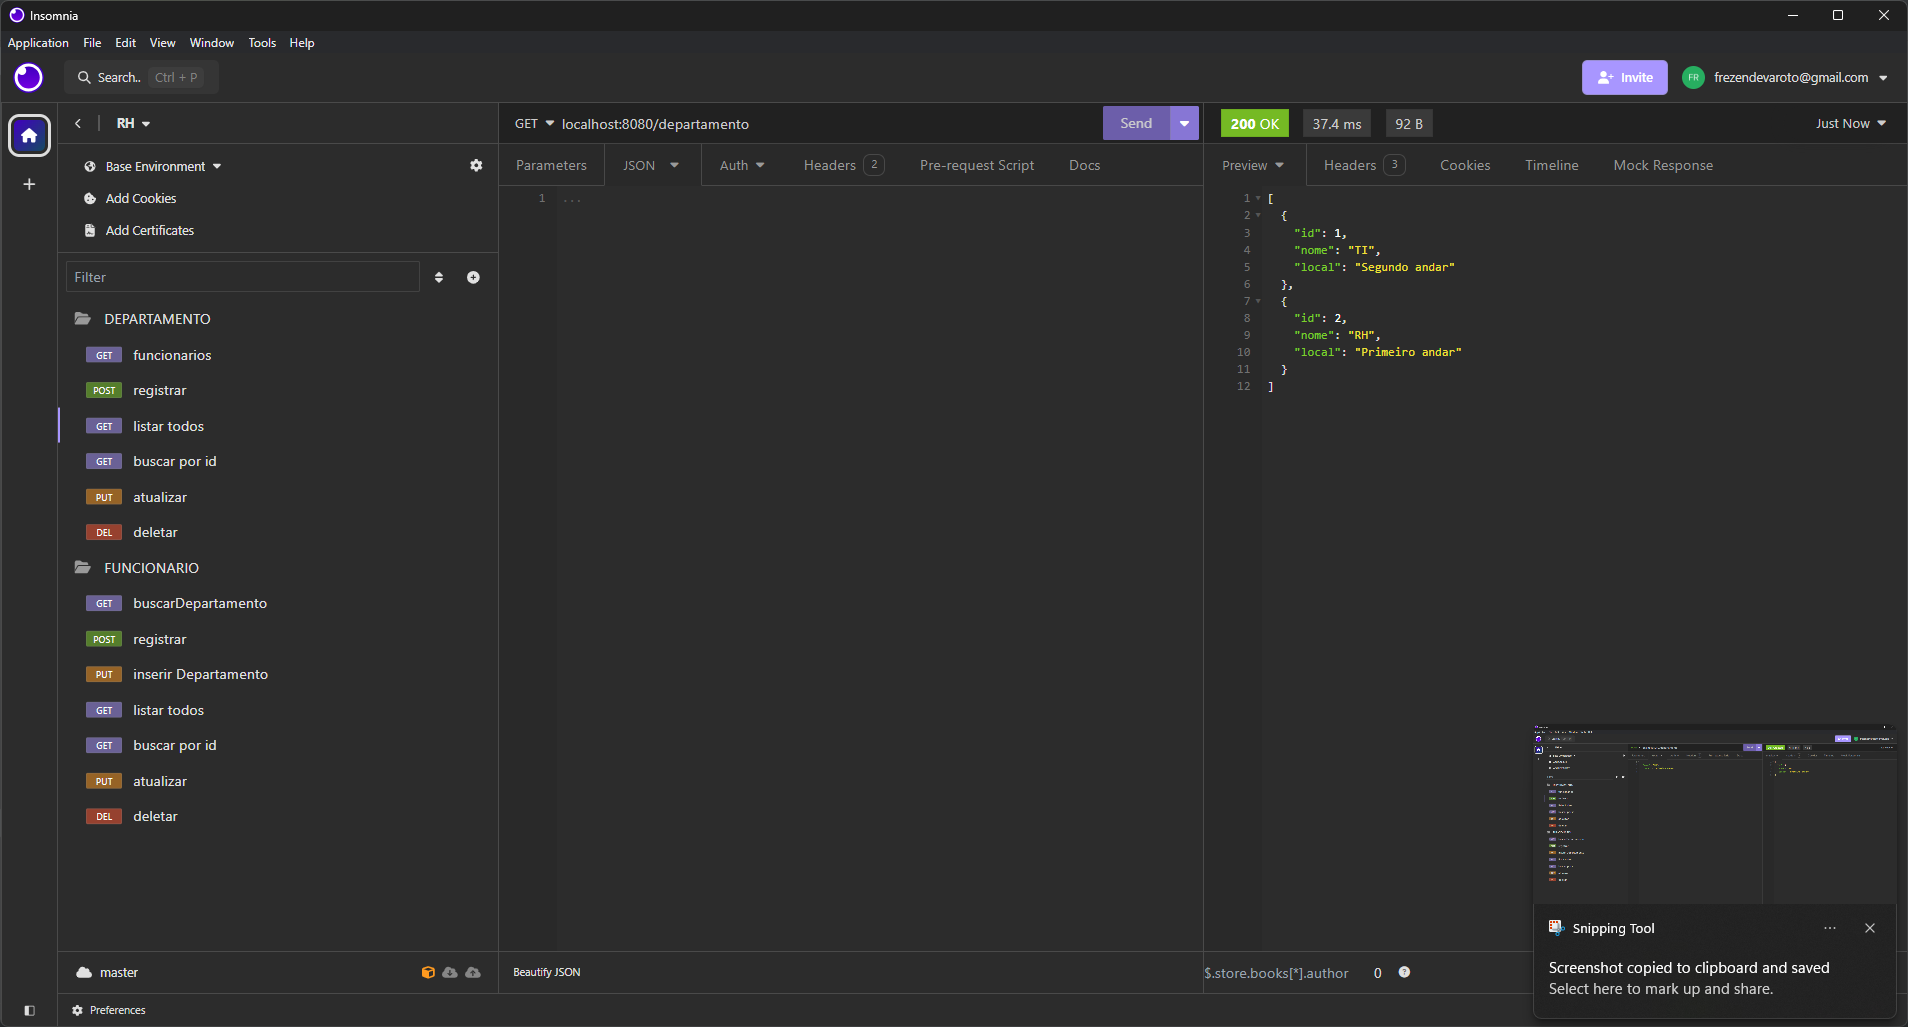 Insomnia
Application File Edit View Window Tools Help
Search.. Ctrl + P
Invite
FR frezendevaroto@gmail.com
RH
Base Environment
Add Cookies
Add Certificates
Filter
DEPARTAMENTO
GET funcionarios
POST registrar
GET listar todos
GET buscar por id
PUT atualizar
DEL deletar
FUNCIONARIO
GET buscarDepartamento
POST registrar
PUT inserir Departamento
GET listar todos
GET buscar por id
PUT atualizar
DEL deletar
master
Preferences
GET localhost:8080/departamento
Send
Parameters JSON Auth Headers 2 Pre-request Script Docs
1 ...
Beautify JSON
200 OK 37.4 ms 92 B
Just Now
Preview Headers 3 Cookies Timeline Mock Response
1 [
2 {
3 "id": 1,
4 "nome": "TI",
5 "local": "Segundo andar"
6 },
7 {
8 "id": 2,
9 "nome": "RH",
10 "local": "Primeiro andar"
11 }
12 ]
$.store.books[*].author 0 ?
Snipping Tool ...
Screenshot copied to clipboard and saved
Select here to mark up and share.